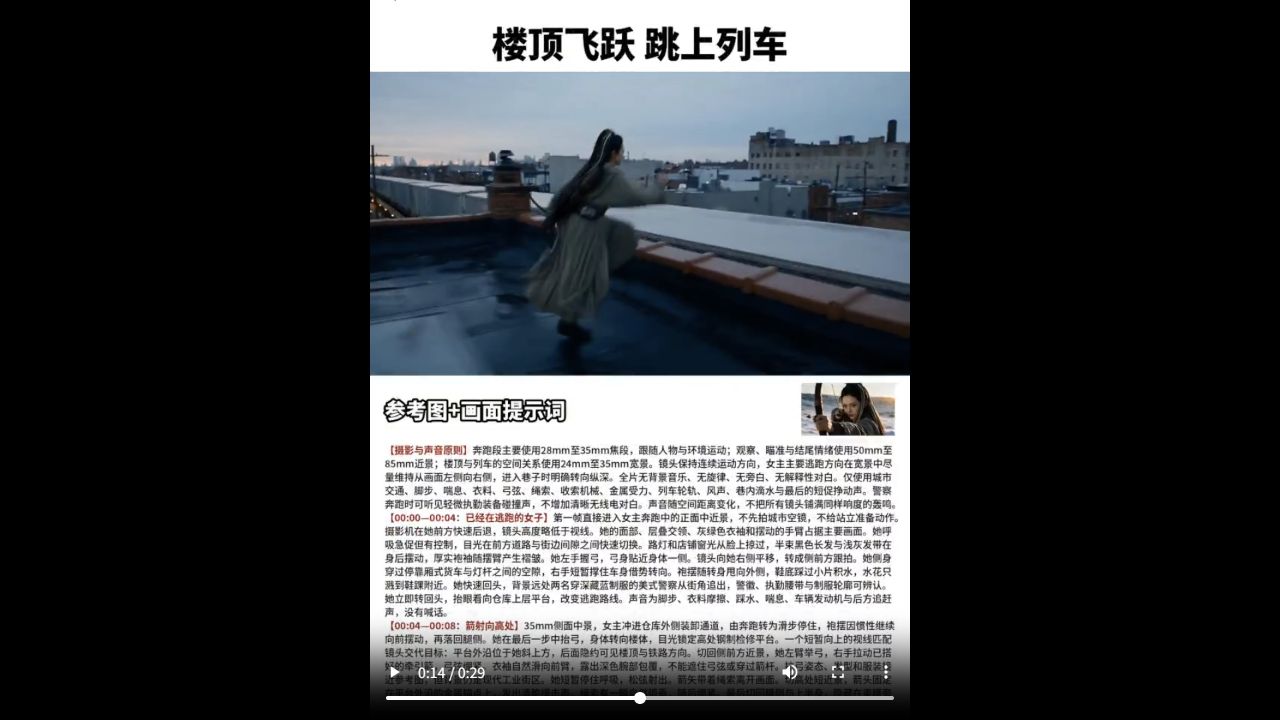 楼顶飞跃 跳上列车
参考图+画面提示词
【摄影与声音原则】奔跑段主要使用28mm至35mm焦段，跟随人物与环境运动；观察、瞄准与结尾情绪使用50mm至
85mm近景；楼顶与列车的空间关系使用24mm至35mm宽景。镜头保持连续运动方向，女主主要逃跑方向在宽景中尽
量维持从画面左侧向右侧，进入巷子时明确转向纵深。全片无背景音乐、无旋律、无旁白、无解释性对白。仅使用城市
交通、脚步、喘息、衣料、弓弦、绳索、收索机械、金属受力、列车轮轨、风声、巷内滴水与最后的短促挣动声。警察
奔跑时可听见轻微执勤装备碰撞声，不增加清晰无线电对白。声音随空间距离变化，不把所有镜头铺满同样响度的轰鸣。
【00:00—00:04：已经在逃跑的女子】第一帧直接进入女主奔跑中的正面中近景，不先拍城市空镜，不给站立准备动作。
摄影机在她前方快速后退，镜头高度略低于视线。她的面部、层叠交领、灰绿色衣袖和摆动的手臂占据主要画面。她呼
吸急促但有控制，目光在前方道路与街边间隙之间快速切换。路灯和店铺窗光从脸上掠过，半束黑色长发与浅灰发带在
身后摆动，厚实袍袖随摆臂产生褶皱。她左手握弓，弓身贴近身体一侧。镜头向她右侧平移，转成侧前方跟拍。她侧身
穿过停靠厢式货车与灯杆之间的空隙，右手短暂撑住车身借势转向。袍摆随转身甩向外侧，鞋底踩过小片积水，水花只
溅到鞋踝附近。她快速回头，背景远处两名穿深藏蓝制服的美式警察从街角追出，警徽、执勤腰带与制服轮廓可辨认。
她立即转回头，抬眼看向仓库上层平台，改变逃跑路线。声音为脚步、衣料摩擦、踩水、喘息、车辆发动机与后方追赶
声，没有喊话。
【00:04—00:08：箭射向高处】35mm侧面中景，女主冲进仓库外侧装卸通道，由奔跑转为滑步停住，袍摆因惯性继续
向前摆动，再落回腿侧。她在最后一步中抬弓，身体转向楼体，目光锁定高处钢制检修平台。一个短暂向上的视线匹配
镜头交代目标：平台外沿位于她斜上方，后面隐约可见楼顶与铁路方向。切回侧前方近景，她左臂举弓，右手拉动已搭
衣袖自然滑向前臂，露出深色腕部包覆，不能遮住弓弦或穿过箭杆。
0:14 / 0:29